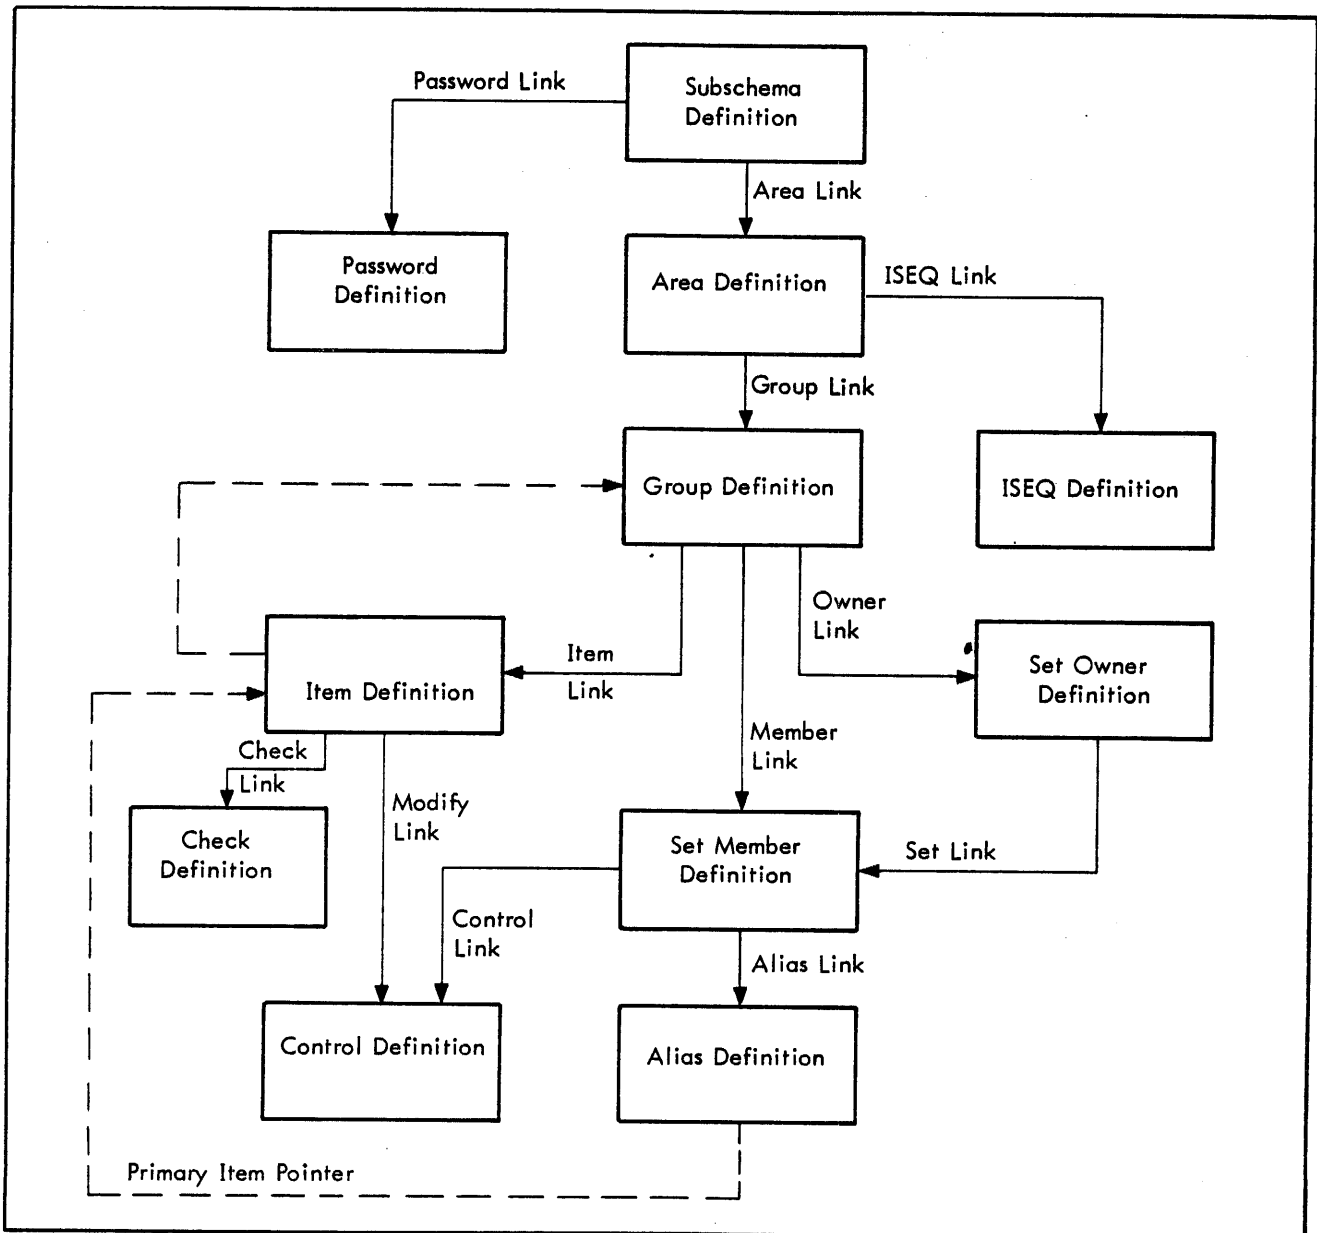 Password Link
Subschema
Definition
Area Link
Password
Definition
Area Definition
ISEQ Link
Group Link
Group Definition
ISEQ Definition
Owner
Link
Item
Link
Set Owner
Definition
Item Definition
Member
Link
Check
Link
Modify
Link
Check
Definition
Set Member
Definition
Set Link
Control
Link
Alias Link
Control Definition
Alias Definition
Primary Item Pointer